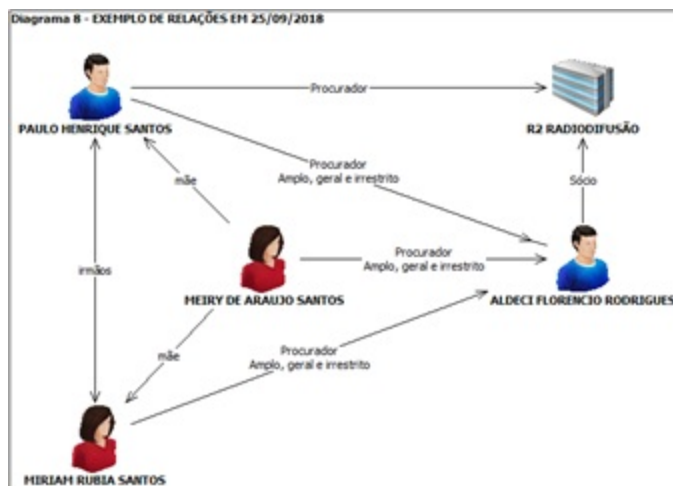 Diagrama 8 - EXEMPLO DE RELAÇÕES EM 25/09/2018
Procurador
PAULO HENRIQUE SANTOS
R2 RADIODIFUSÃO
Procurador
Amplo, geral e irrestrito
mãe
Sócio
irmãos
Procurador
Amplo, geral e irrestrito
MEIRY DE ARAUJO SANTOS
ALDECI FLORENCIO RODRIGUES
mãe
Procurador
Amplo, geral e irrestrito
MIRIAM RUBIA SANTOS